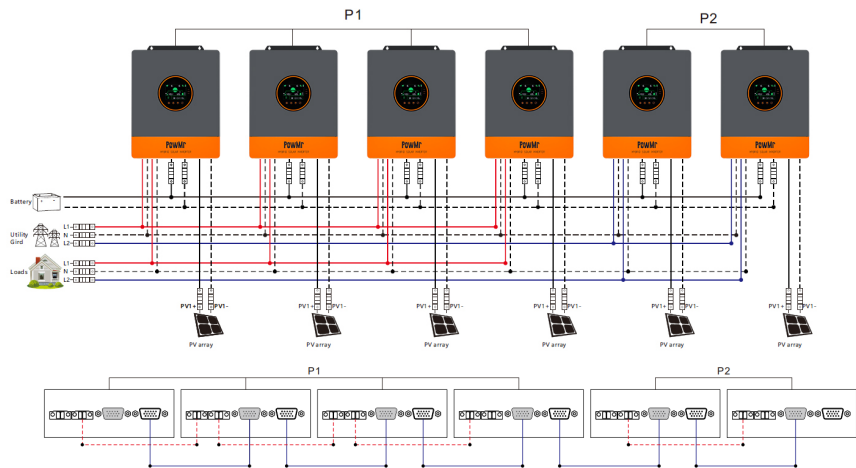 P1
P2
PowMr
PowMr
PowMr
PowMr
PowMr
PowMr
Battery
Utility
Gird
L1
N
L2
Loads
L1
N
L2
PV1+
PV1-
PV1+
PV1-
PV1+
PV1-
PV1+
PV1-
PV1+
PV1-
PV1+
PV1-
PV array
PV array
PV array
PV array
PV array
PV array
P1
P2